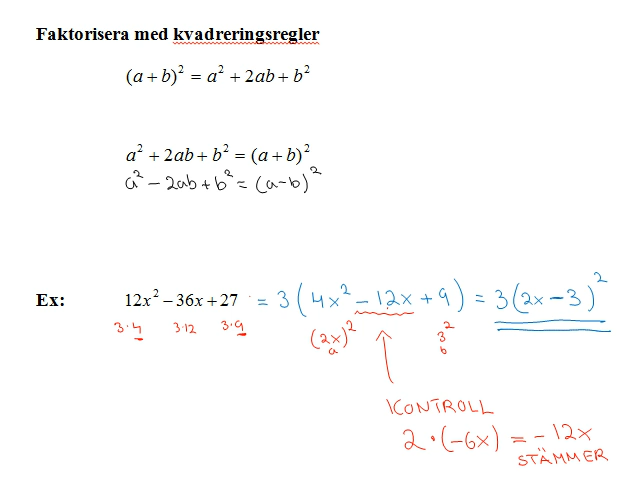 Faktorisera med kvadreringsregler
(a + b)² = a² + 2ab + b²
a² + 2ab + b² = (a + b)²
a² − 2ab + b² = (a−b)²
Ex: 12x² − 36x + 27 = 3(4x² − 12x + 9) = 3(2x − 3)²
3·4 3·12 3·9 (2x)² 3²
a b
KONTROLL
2·(−6x) = −12x
STÄMMER